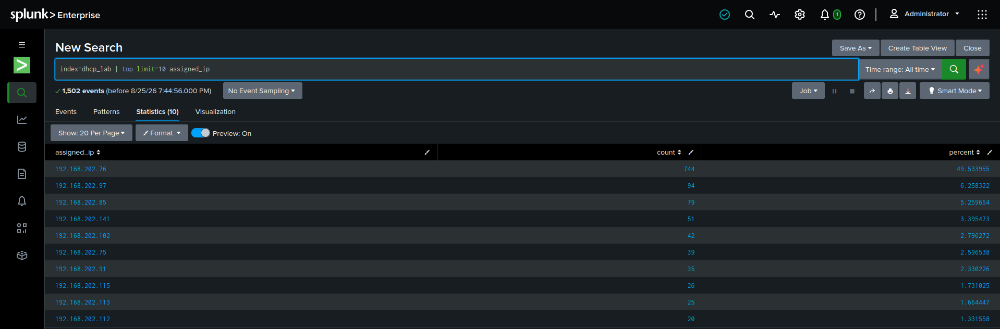 splunk> Enterprise
1
Administrator
New Search
Save As
Create Table View
Close
index=dhcp_lab | top limit=10 assigned_ip
Time range: All time
1,502 events (before 8/25/26 7:44:56.000 PM)
No Event Sampling
Job
Smart Mode
Events
Patterns
Statistics (10)
Visualization
Show: 20 Per Page
Format
Preview: On
assigned_ip count percent
192.168.202.76 744 49.533955
192.168.202.97 94 6.258322
192.168.202.85 79 5.259654
192.168.202.141 51 3.395473
192.168.202.102 42 2.796272
192.168.202.75 39 2.596538
192.168.202.91 35 2.330226
192.168.202.115 26 1.731025
192.168.202.113 25 1.664447
192.168.202.112 20 1.331558